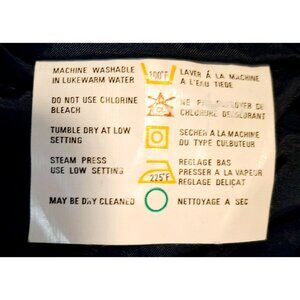 MACHINE WASHABLE
IN LUKEWARM WATER
100°F
LAVER Á LA MACHINE
A L'EAU TIEDE
DO NOT USE CHLORINE
BLEACH
NE
CHLORURE
TUMBLE DRY AT LOW
SETTING
SECHER A LA MACHINE
DU TYPE CULBUTEUR
STEAM PRESS
USE LOW SETTING
225°F
REGLAGE BAS
PRESSER A LA VAPEUR
REGLAGE DELICAT
MAY BE DRY CLEANED
NETTOYAGE A SEC